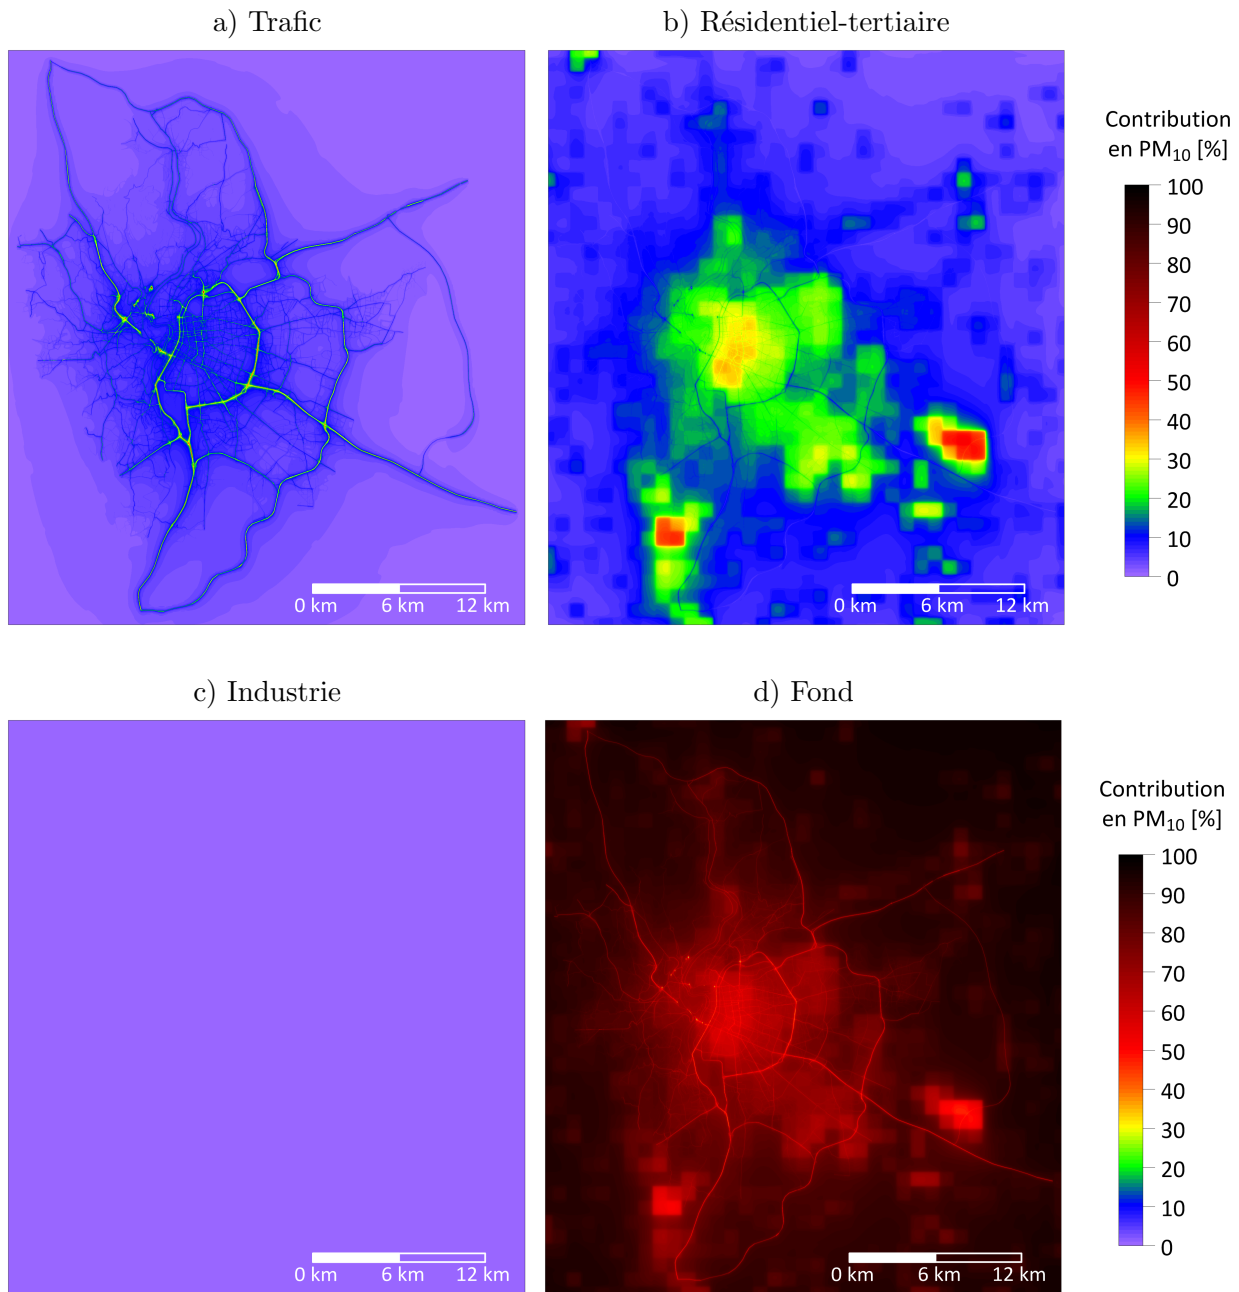 a) Trafic
b) Résidentiel-tertiaire
Contribution
en PM₁₀ [%]
100
90
80
70
60
50
40
30
20
10
0
0 km 6 km 12 km
0 km 6 km 12 km
c) Industrie
d) Fond
Contribution
en PM₁₀ [%]
100
90
80
70
60
50
40
30
20
10
0
0 km 6 km 12 km
0 km 6 km 12 km